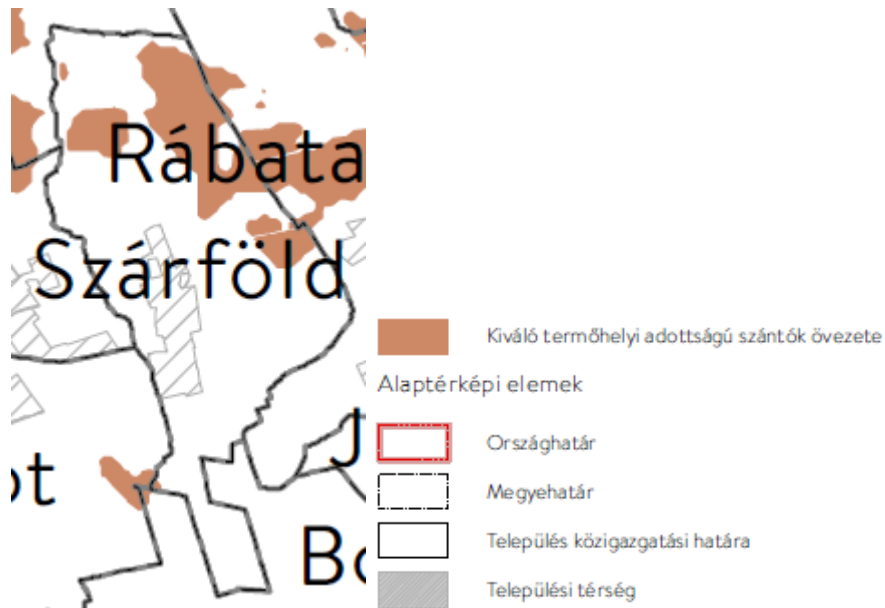 Rábata
Szárföld
J
ot
Bo
Kiváló termőhelyi adottságú szántók övezete
Alaptérképi elemek
Országhatár
Megyehatár
Település közigazgatási határa
Települési térség